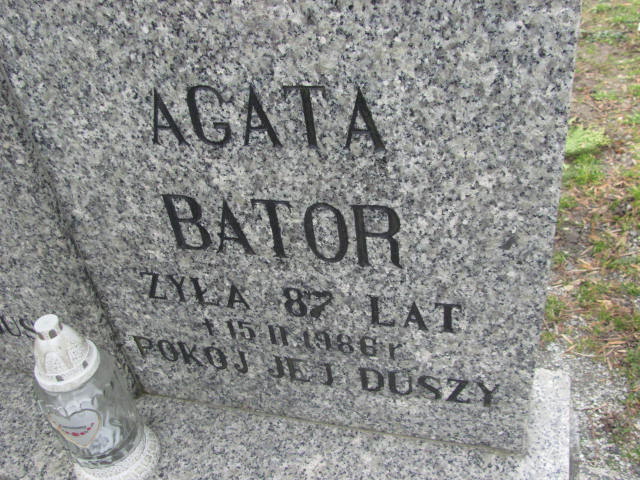 AGATA
BATOR
ŻYŁA 87 LAT
† 15 II.1986 r
POKÓJ JEJ DUSZY